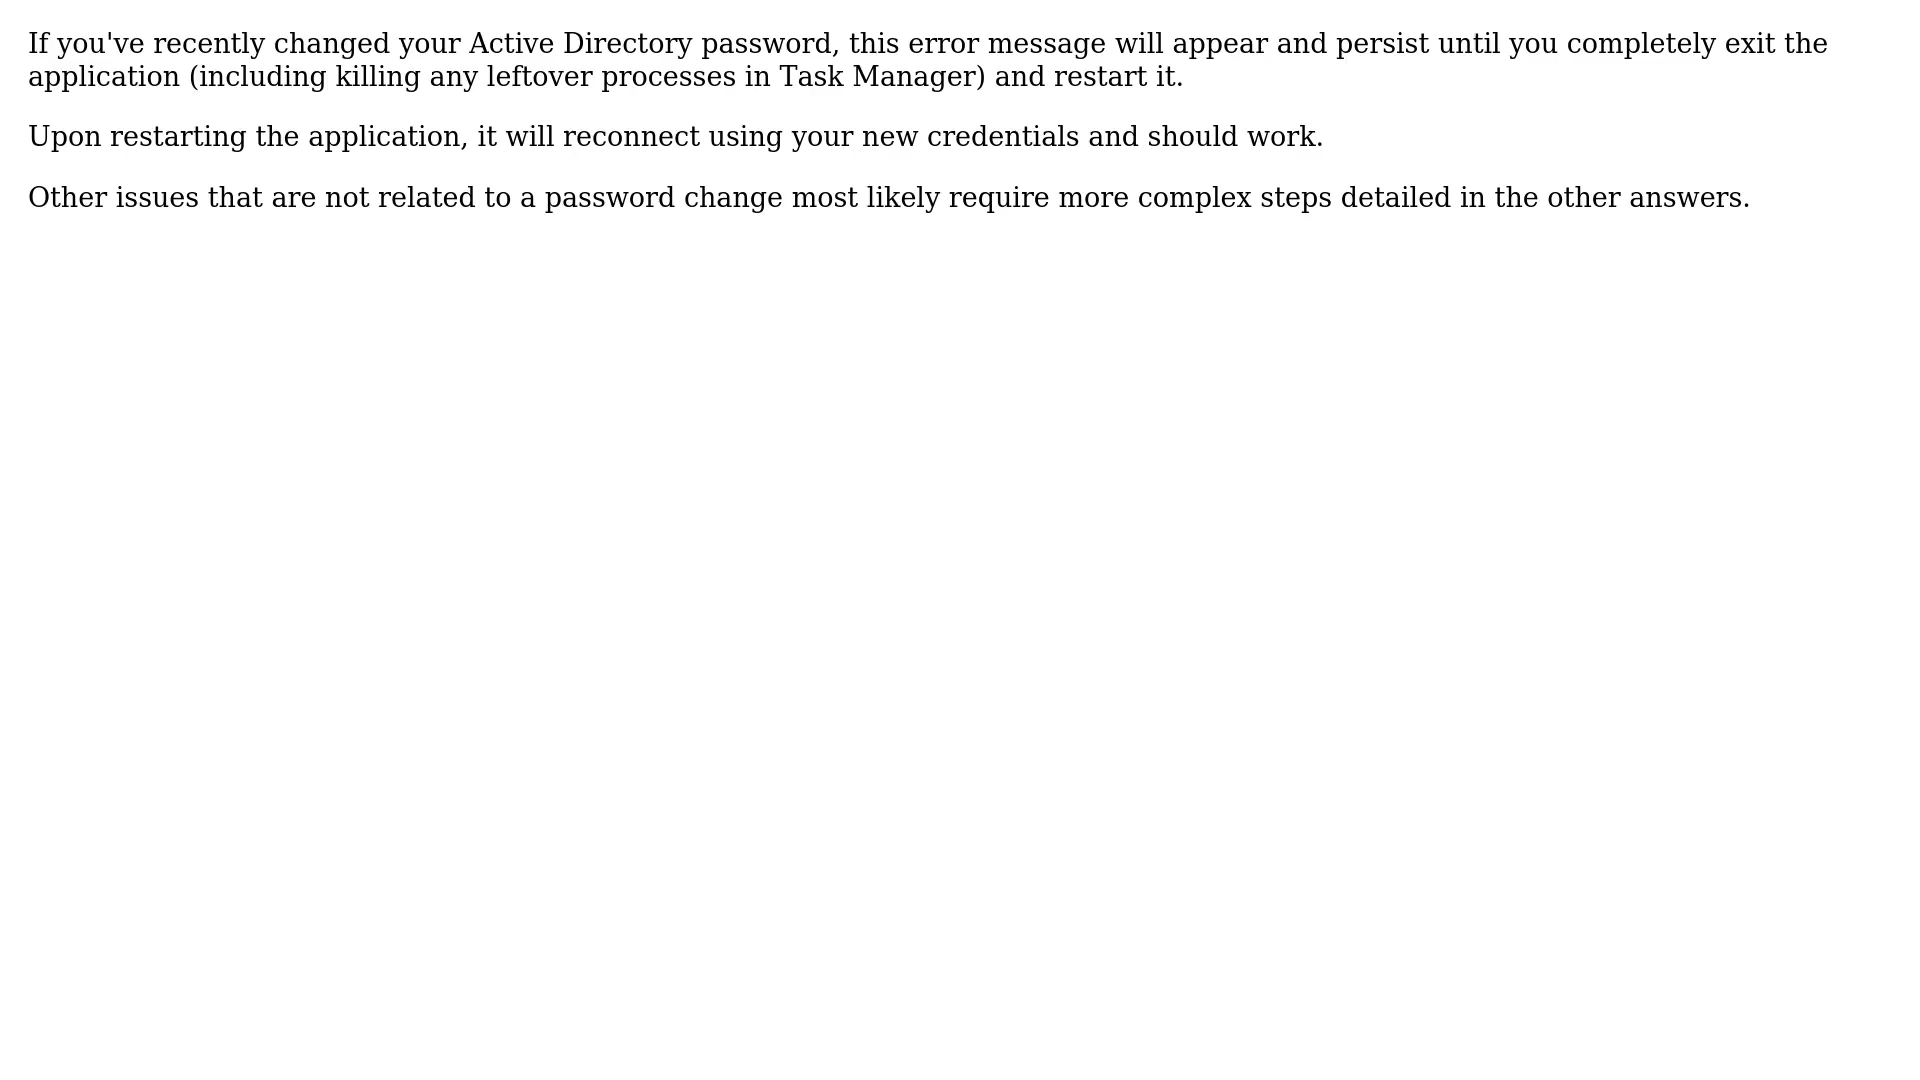 If you've recently changed your Active Directory password, this error message will appear and persist until you completely exit the
application (including killing any leftover processes in Task Manager) and restart it.
Upon restarting the application, it will reconnect using your new credentials and should work.
Other issues that are not related to a password change most likely require more complex steps detailed in the other answers.